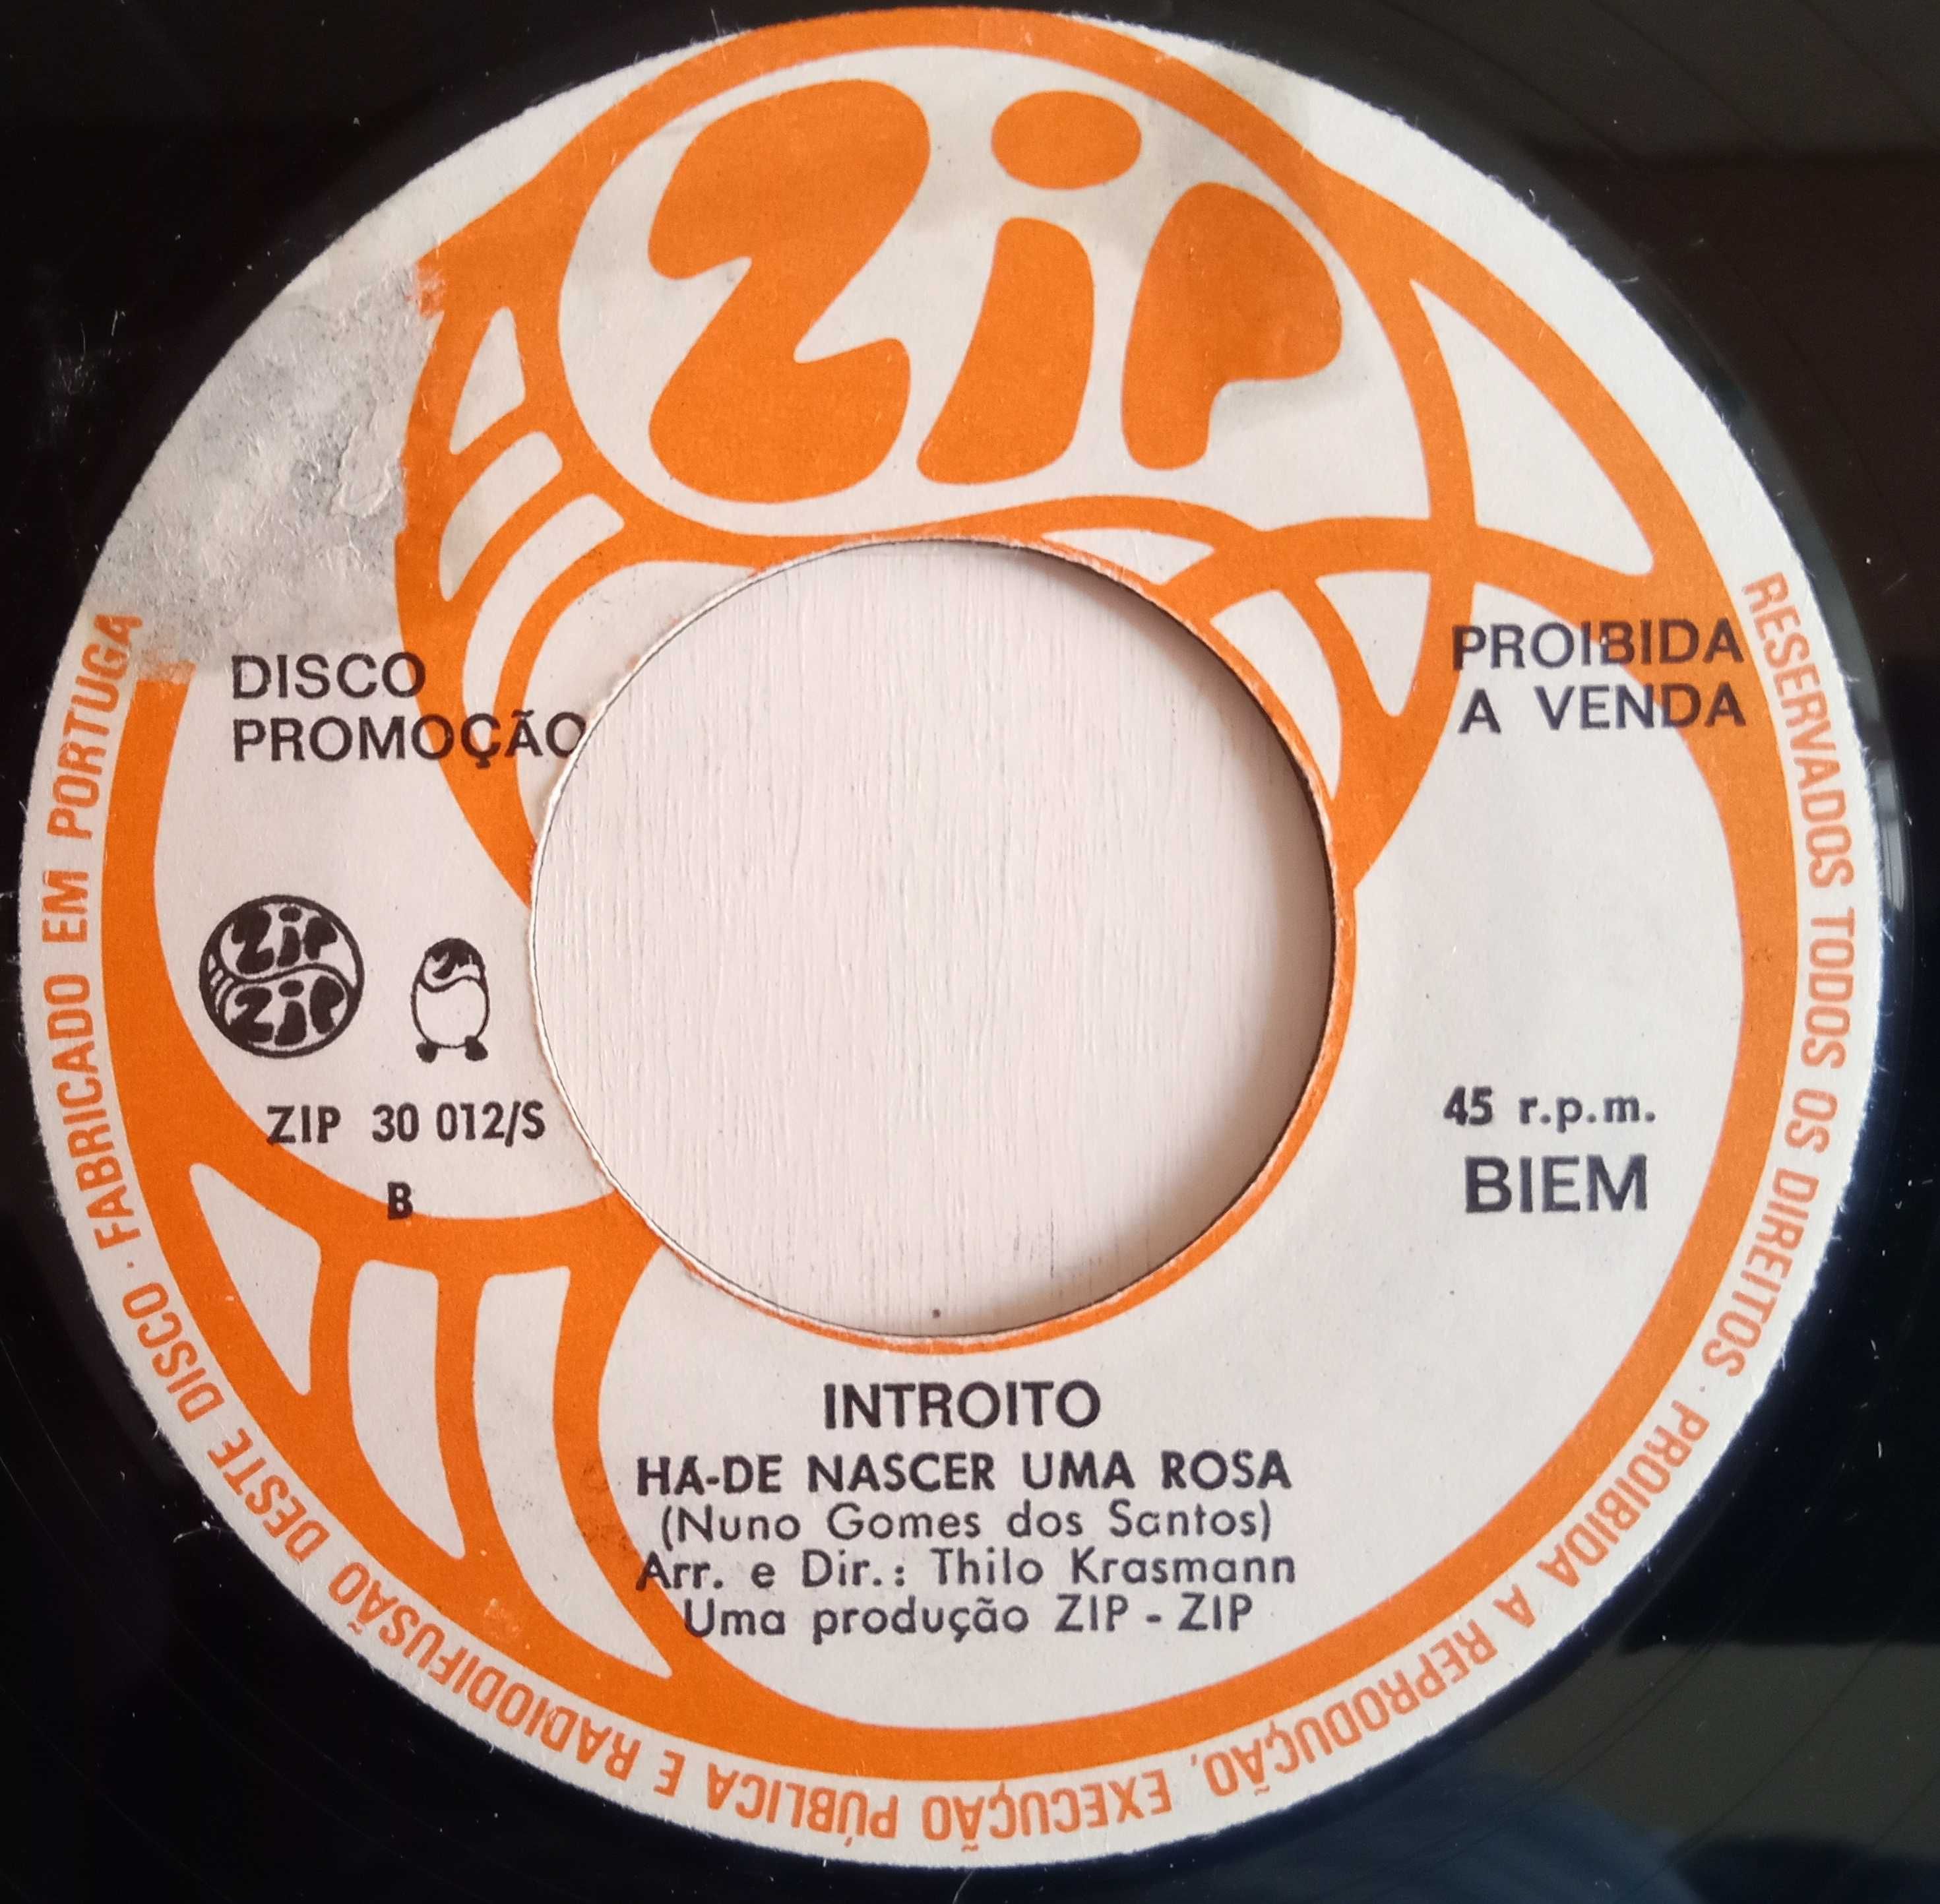 Zip
DISCO
PROMOÇÃO
PROIBIDA
A VENDA
Zip
Zip
ZIP 30 012/S
B
45 r.p.m.
BIEM
INTROITO
HÁ-DE NASCER UMA ROSA
(Nuno Gomes dos Santos)
Arr. e Dir.: Thilo Krasmann
Uma produção ZIP - ZIP
RESERVADOS TODOS OS DIREITOS · PROIBIDA A REPRODUÇÃO, EXECUÇÃO PÚBLICA E RADIODIFUSÃO DESTE DISCO · FABRICADO EM PORTUGA